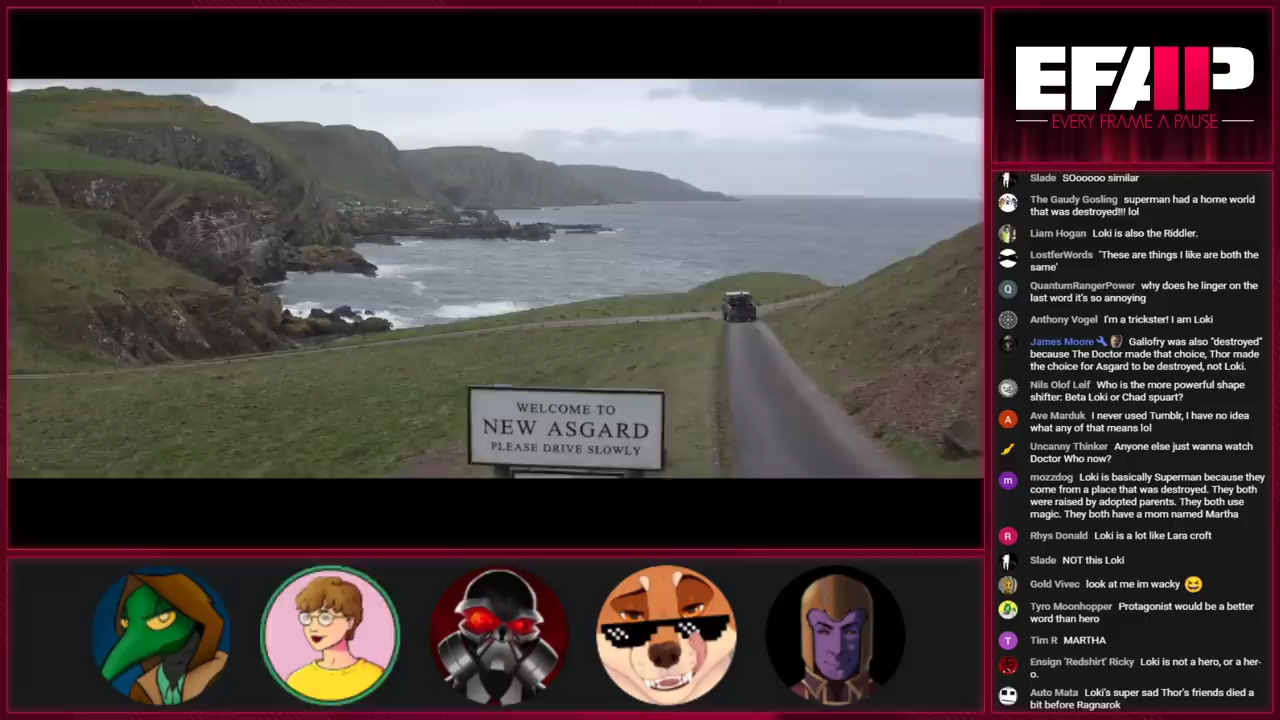 WELCOME TO
NEW ASGARD
PLEASE DRIVE SLOWLY
EFAP
EVERY FRAME A PAUSE
Slade SOooooo similar
The Gaudy Gosling superman had a home world
that was destroyed!!! lol
Liam Hogan Loki is also the Riddler.
LostferWords 'These are things I like are both the
same'
QuantumRangerPower why does he linger on the
last word it's so annoying
Anthony Vogel I'm a trickster! I am Loki
James Moore Gallofry was also "destroyed"
because The Doctor made that choice, Thor made
the choice for Asgard to be destroyed, not Loki.
Nils Olof Leif Who is the more powerful shape
shifter: Beta Loki or Chad spuart?
Ave Marduk I never used Tumblr, I have no idea
what any of that means lol
Uncanny Thinker Anyone else just wanna watch
Doctor Who now?
mozzdog Loki is basically Superman because they
come from a place that was destroyed. They both
were raised by adopted parents. They both use
magic. They both have a mom named Martha
Rhys Donald Loki is a lot like Lara croft
Slade NOT this Loki
Gold Vivec look at me im wacky
Tyro Moonhopper Protagonist would be a better
word than hero
Tim R MARTHA
Ensign 'Redshirt' Ricky Loki is not a hero, or a her-
o.
Auto Mata Loki's super sad Thor's friends died a
bit before Ragnarok
Q
A
m
R
T